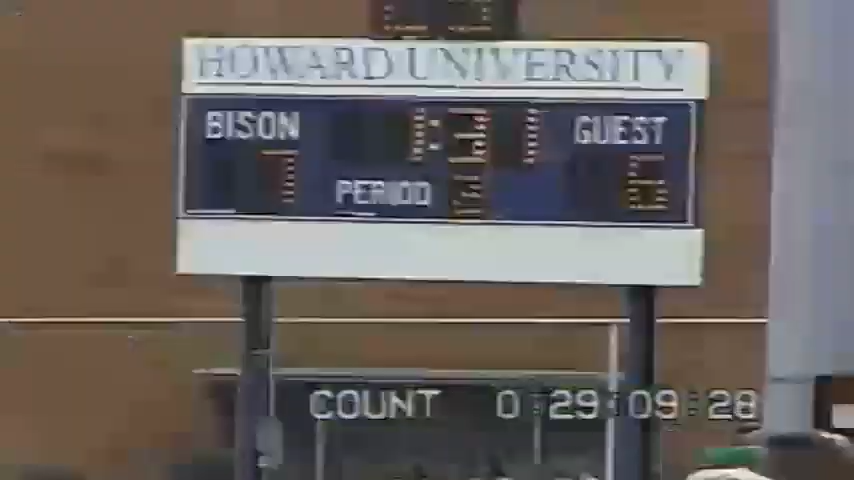 HOWARD UNIVERSITY
BISON
GUEST
PERIOD
COUNT 0:29:09:28